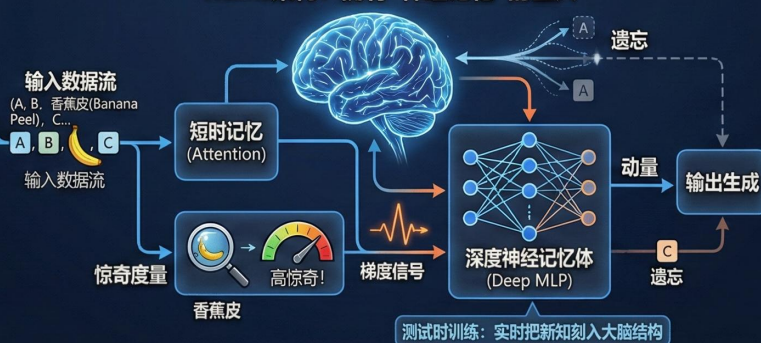 输入数据流
(A, B, 香蕉皮(Banana
Peel), C...
A, B, C
输入数据流
短时记忆
(Attention)
惊奇度量
高惊奇!
香蕉皮
梯度信号
A
A
遗忘
深度神经记忆体
(Deep MLP)
动量
C
遗忘
输出生成
测试时训练：实时把新知刻入大脑结构